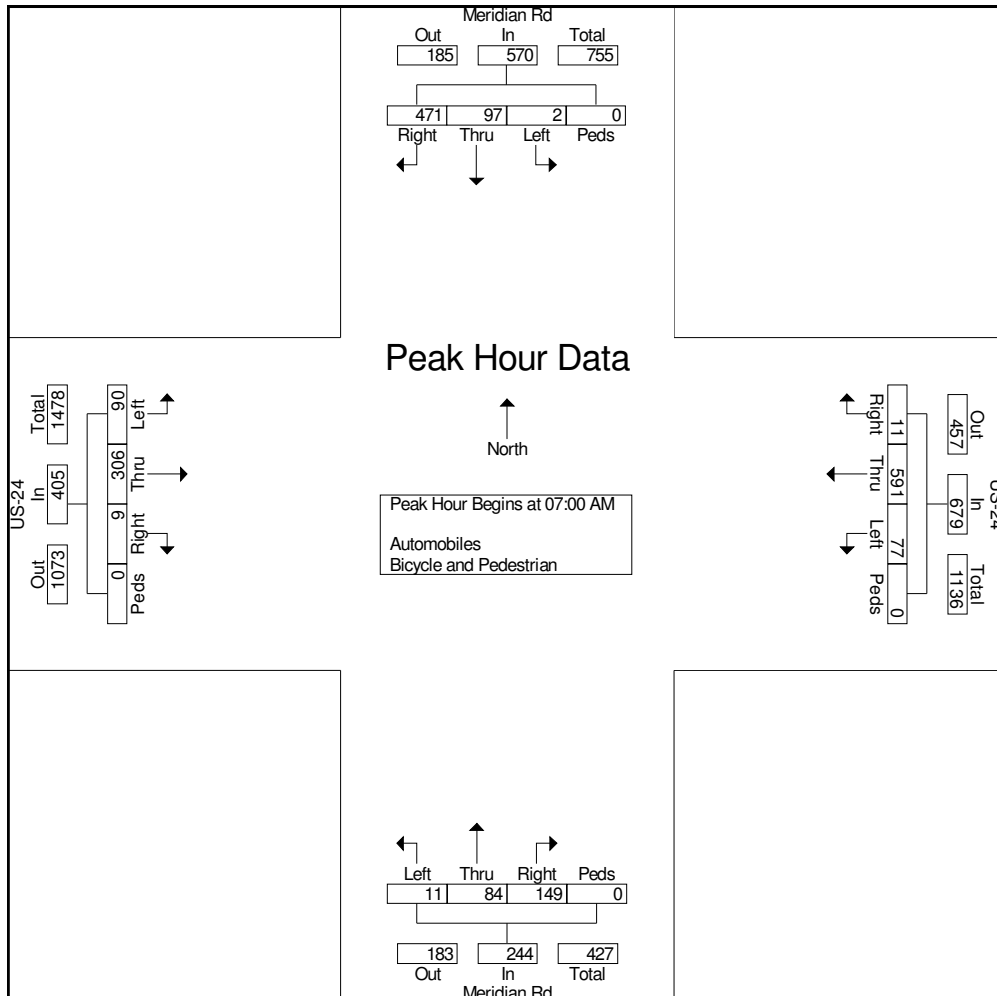 Meridian Rd
Out In Total
185 570 755
471 97 2 0
Right Thru Left Peds
Peak Hour Data
North
Peak Hour Begins at 07:00 AM
Automobiles
Bicycle and Pedestrian
US-24
Total In Out
1478 405 1073
90 306 9 0
Left Thru Right Peds
Right Thru Left Peds
11 591 77 0
Out In Total
457 679 1136
US-24
Left Thru Right Peds
11 84 149 0
183 244 427
Out In Total
Meridian Rd